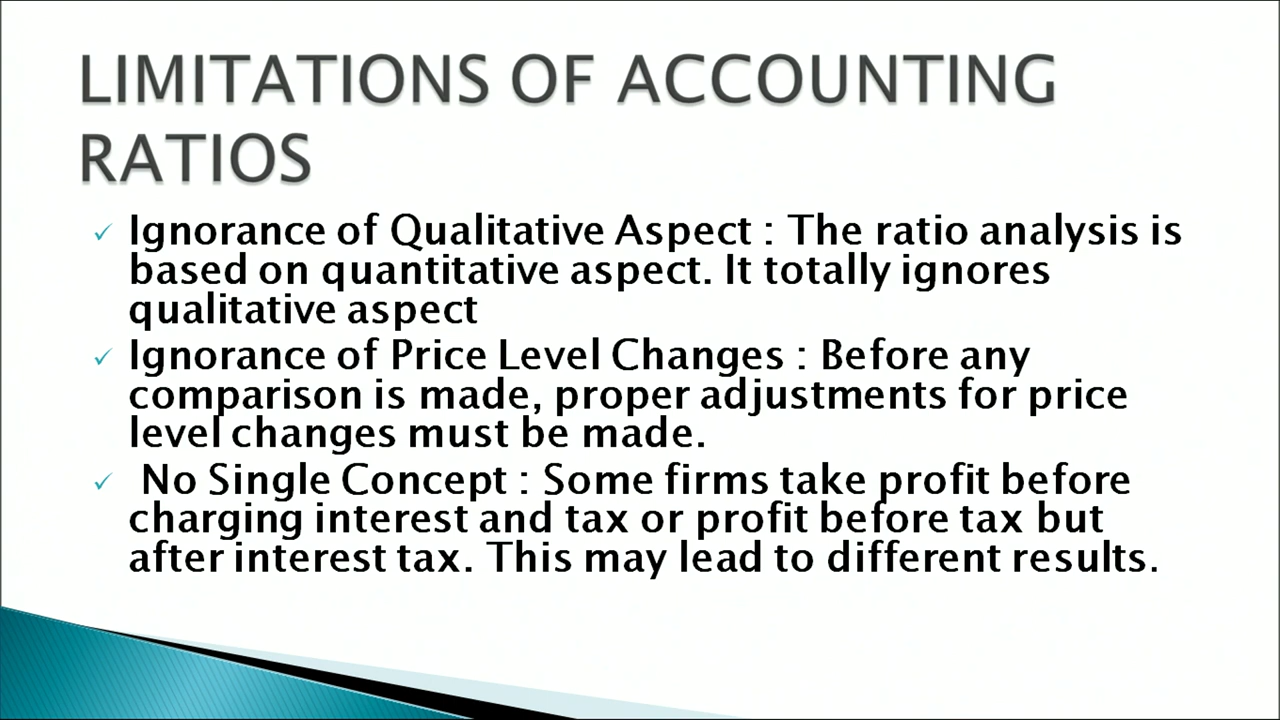 LIMITATIONS OF ACCOUNTING
RATIOS
✓ Ignorance of Qualitative Aspect : The ratio analysis is
based on quantitative aspect. It totally ignores
qualitative aspect
✓ Ignorance of Price Level Changes : Before any
comparison is made, proper adjustments for price
level changes must be made.
✓ No Single Concept : Some firms take profit before
charging interest and tax or profit before tax but
after interest tax. This may lead to different results.